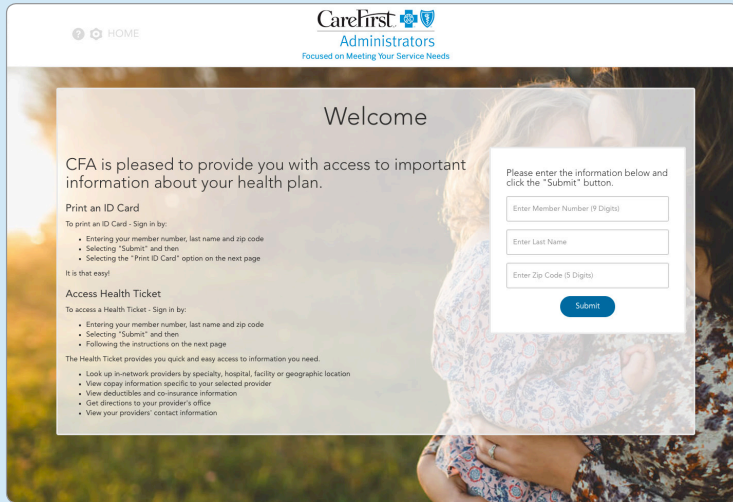 HOME
CareFirst
Administrators
Focused on Meeting Your Service Needs
Welcome
CFA is pleased to provide you with access to important
information about your health plan.
Print an ID Card
To print an ID Card - Sign in by:
• Entering your member number, last name and zip code
• Selecting "Submit" and then
• Selecting the "Print ID Card" option on the next page
It is that easy!
Access Health Ticket
To access a Health Ticket - Sign in by:
• Entering your member number, last name and zip code
• Selecting "Submit" and then
• Following the instructions on the next page
The Health Ticket provides you quick and easy access to information you need.
• Look up in-network providers by specialty, hospital, facility or geographic location
• View copay information specific to your selected provider
• View deductibles and co-insurance information
• Get directions to your provider's office
• View your providers' contact information
Please enter the information below and
click the "Submit" button.
Enter Member Number (9 Digits)
Enter Last Name
Enter Zip Code (5 Digits)
Submit